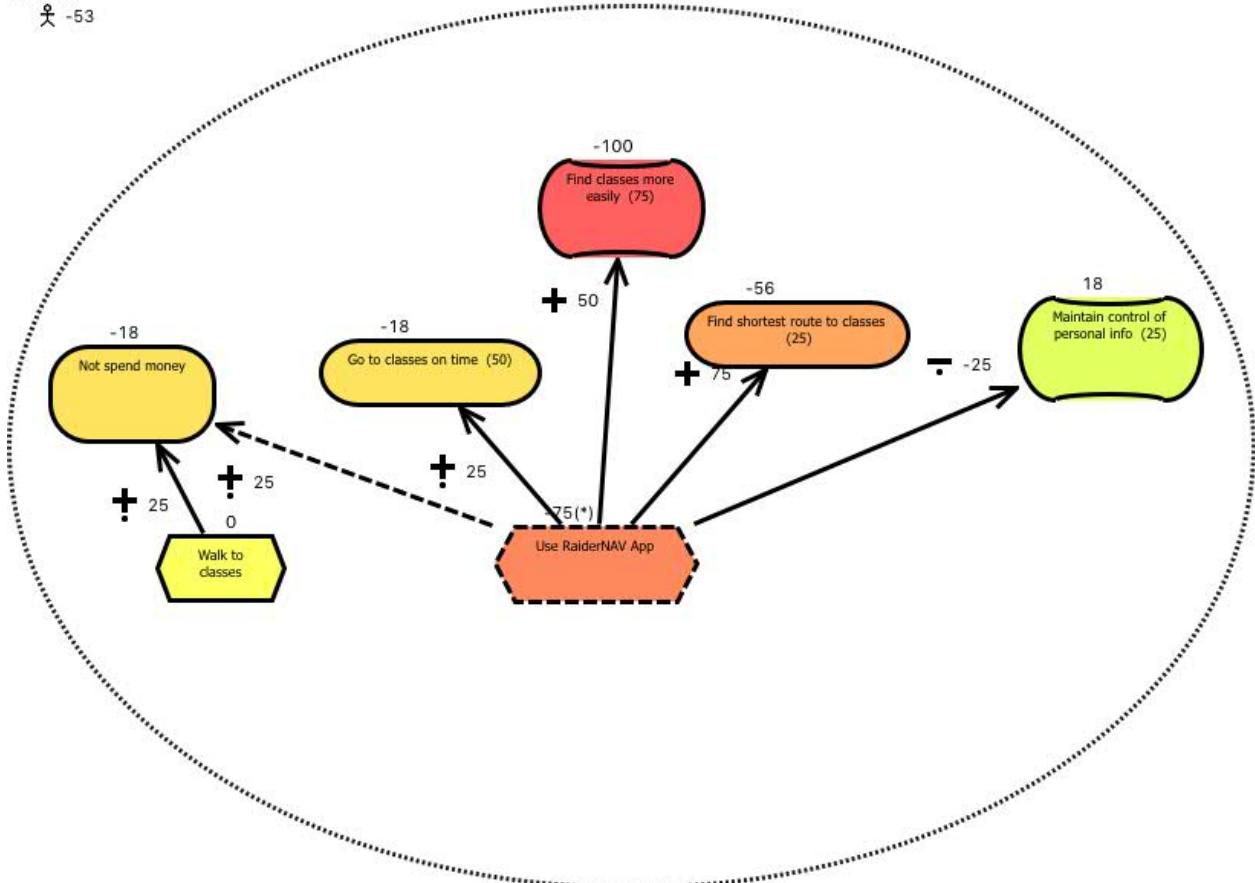 -53
-100
Find classes more
easily (75)
+ 50
-56
Find shortest route to classes
(25)
+ 75
18
Maintain control of
personal info (25)
-25
-18
Not spend money
-18
Go to classes on time (50)
25
25
25
0
Walk to
classes
-75(*)
Use RaiderNAV App